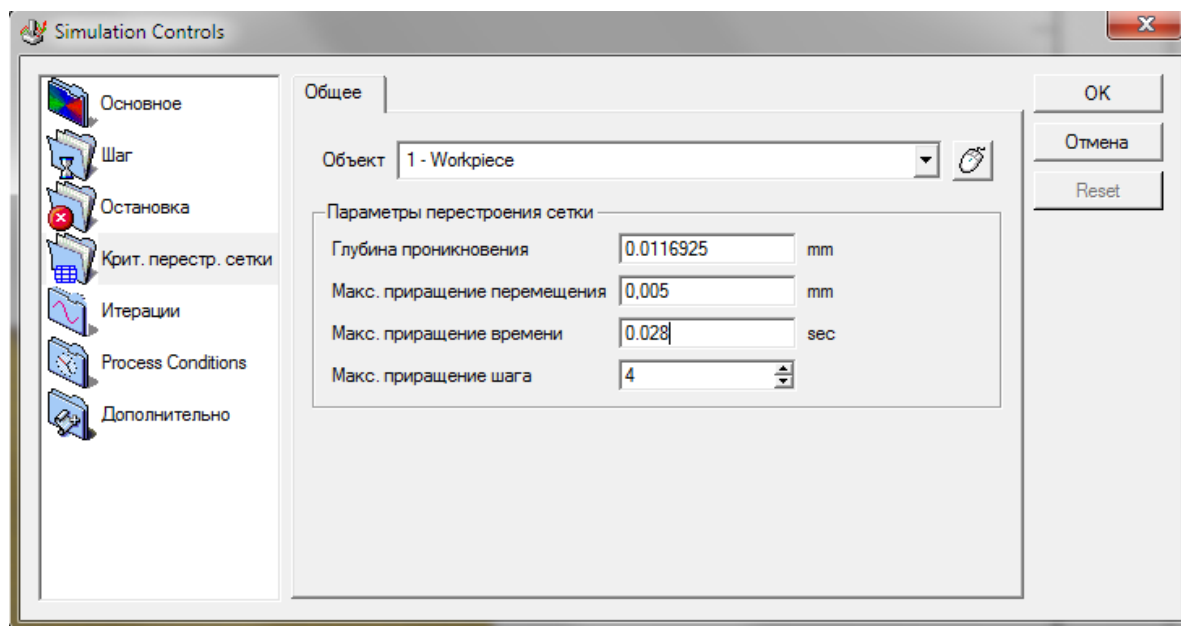 Simulation Controls
Основное
Шаг
Остановка
Крит. перестр. сетки
Итерации
Process Conditions
Дополнительно
Общее
Объект 1 - Workpiece
Параметры перестроения сетки
Глубина проникновения 0.0116925 mm
Макс. приращение перемещения 0,005 mm
Макс. приращение времени 0.028 sec
Макс. приращение шага 4
OK
Отмена
Reset